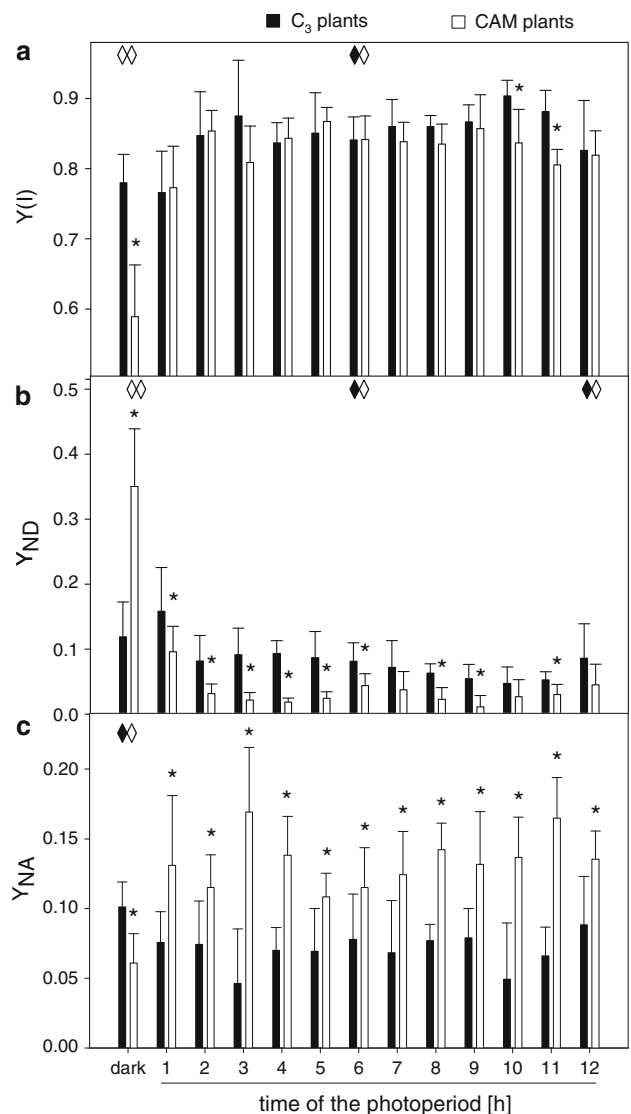 ■ C₃ plants □ CAM plants
a
0.9
0.8
0.7
0.6
Y(I)
*
*
*
b
0.5
0.4
0.3
0.2
0.1
0.0
Y_ND
* * * * * * * * * *
c
0.20
0.15
0.10
0.05
0.00
Y_NA
* * * * * * * * * * * * *
dark 1 2 3 4 5 6 7 8 9 10 11 12
time of the photoperiod [h]